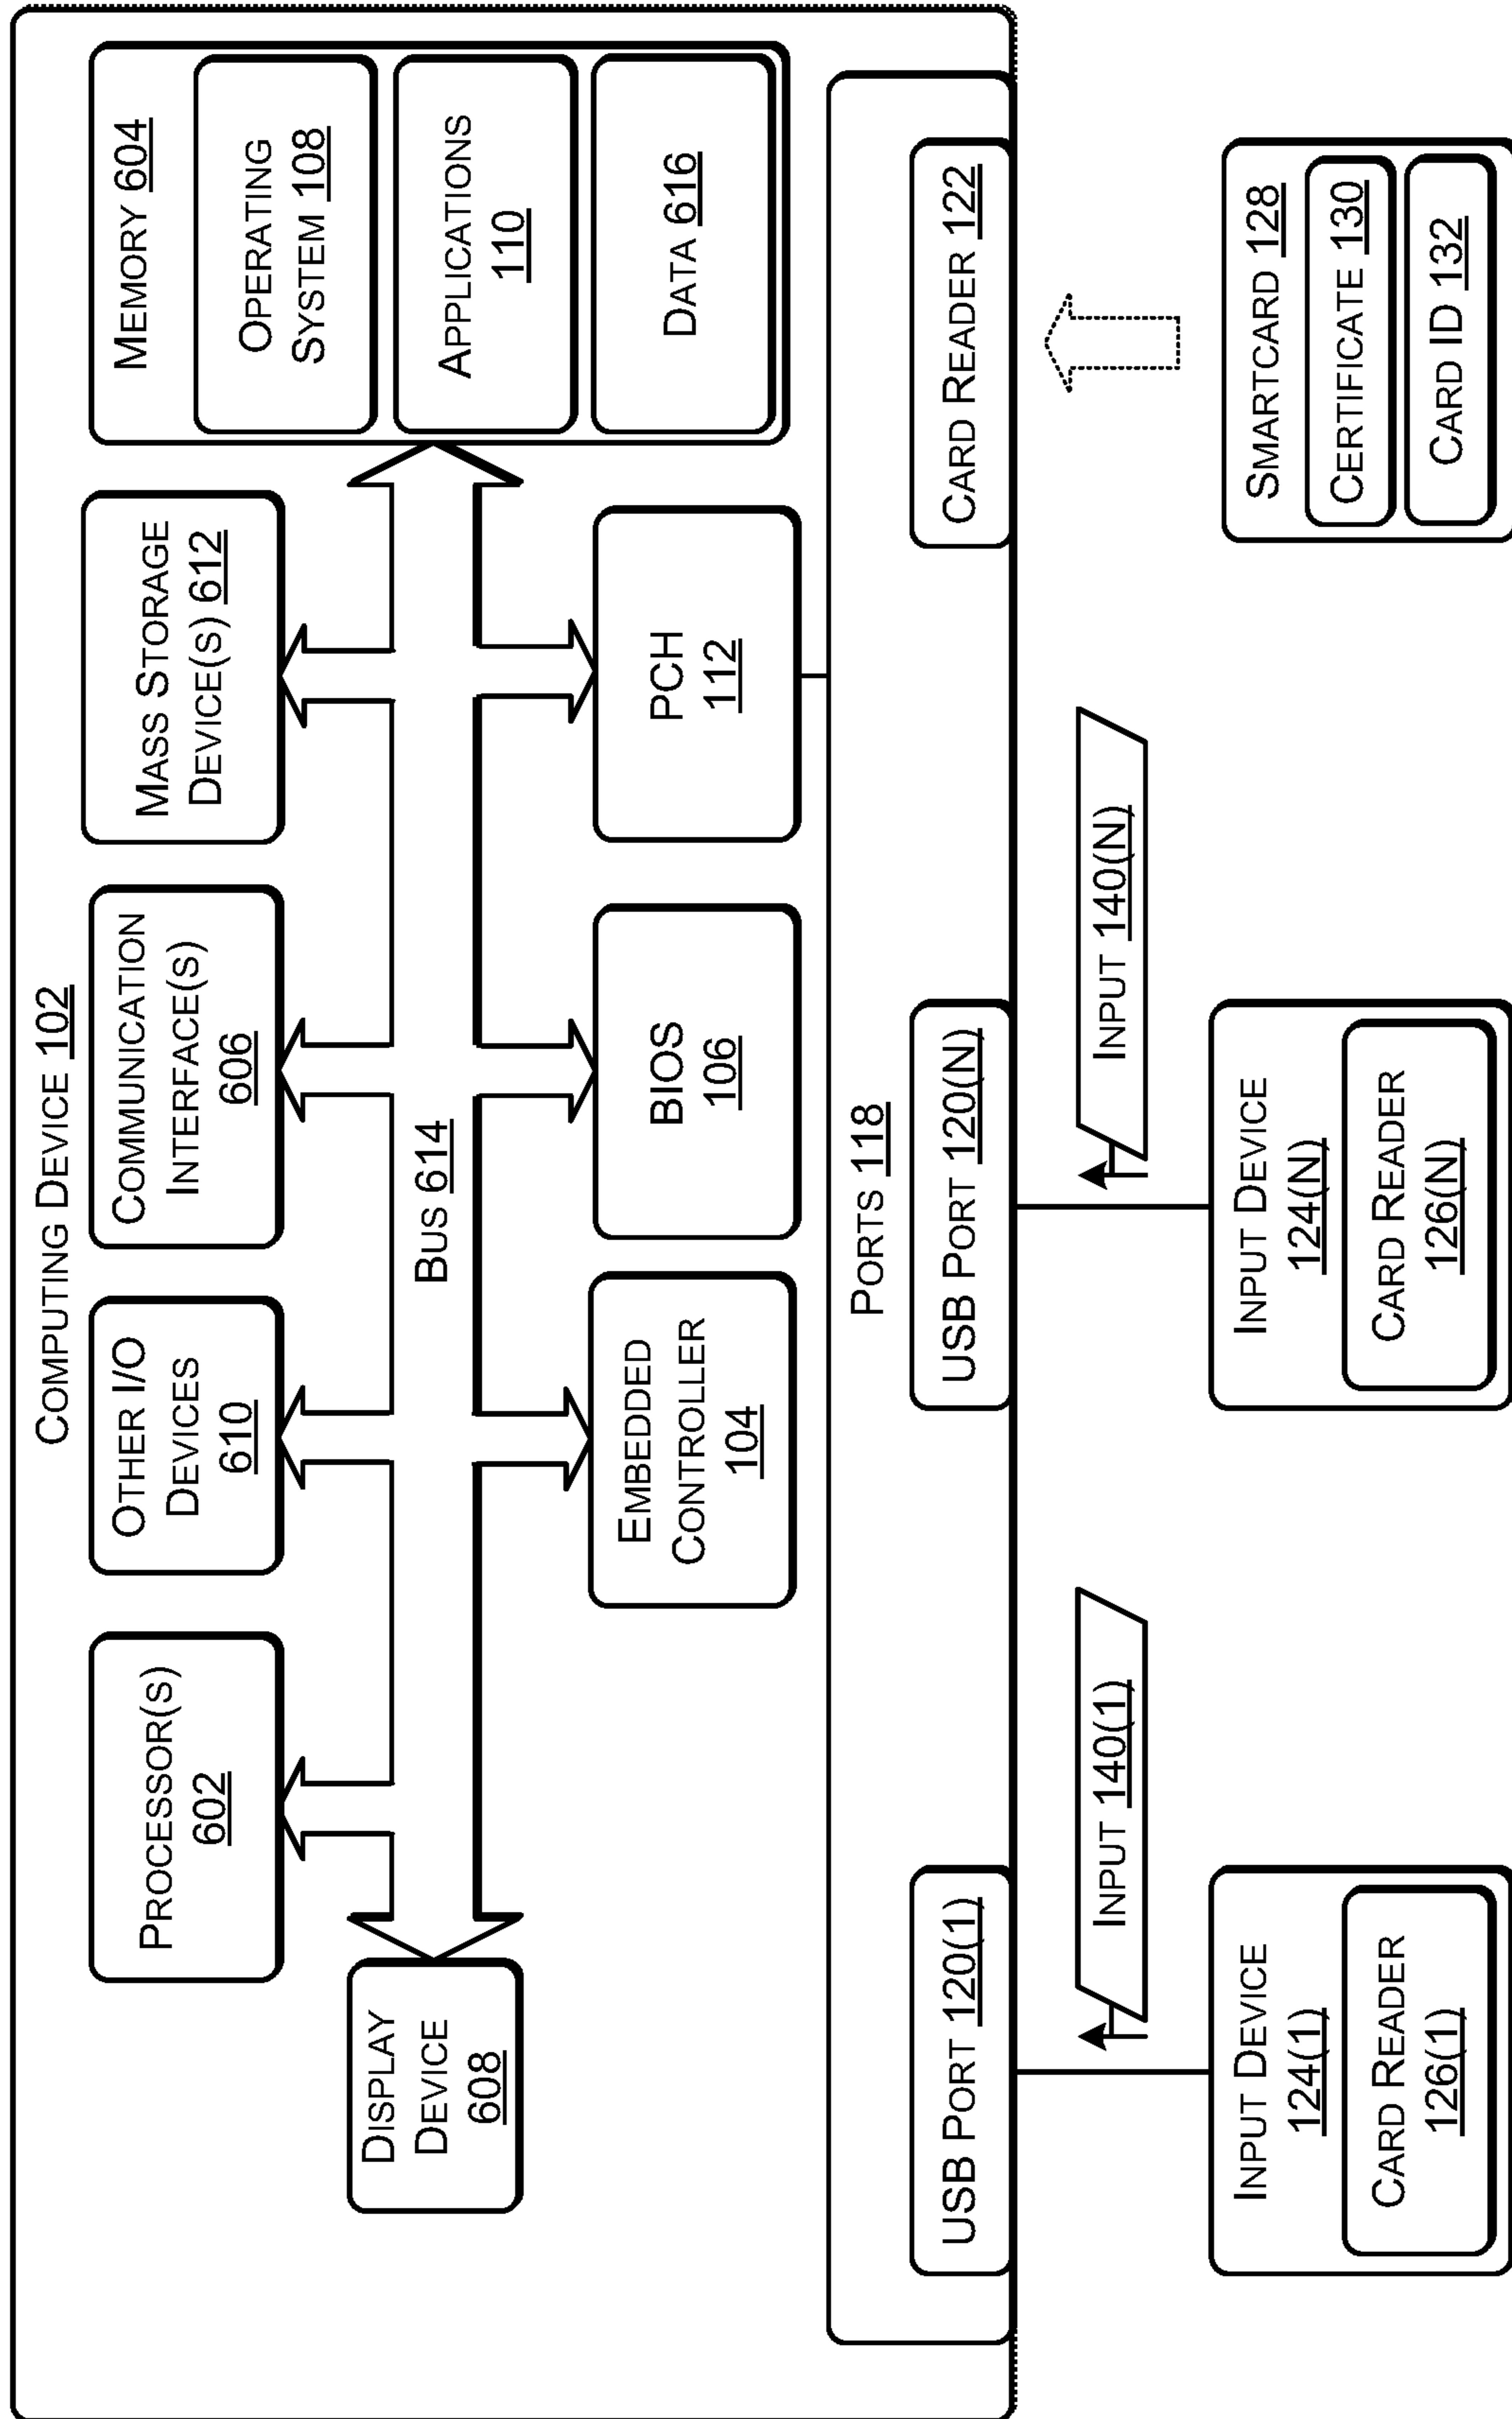 COMPUTING DEVICE 102
PROCESSOR(S)
602
OTHER I/O
DEVICES
610
COMMUNICATION
INTERFACE(S)
606
MASS STORAGE
DEVICE(S) 612
MEMORY 604
OPERATING
SYSTEM 108
APPLICATIONS
110
DATA 616
DISPLAY
DEVICE
608
BUS 614
EMBEDDED
CONTROLLER
104
BIOS
106
PCH
112
PORTS 118
USB PORT 120(1)
USB PORT 120(N)
CARD READER 122
INPUT 140(1)
INPUT 140(N)
INPUT DEVICE
124(1)
CARD READER
126(1)
INPUT DEVICE
124(N)
CARD READER
126(N)
SMARTCARD 128
CERTIFICATE 130
CARD ID 132